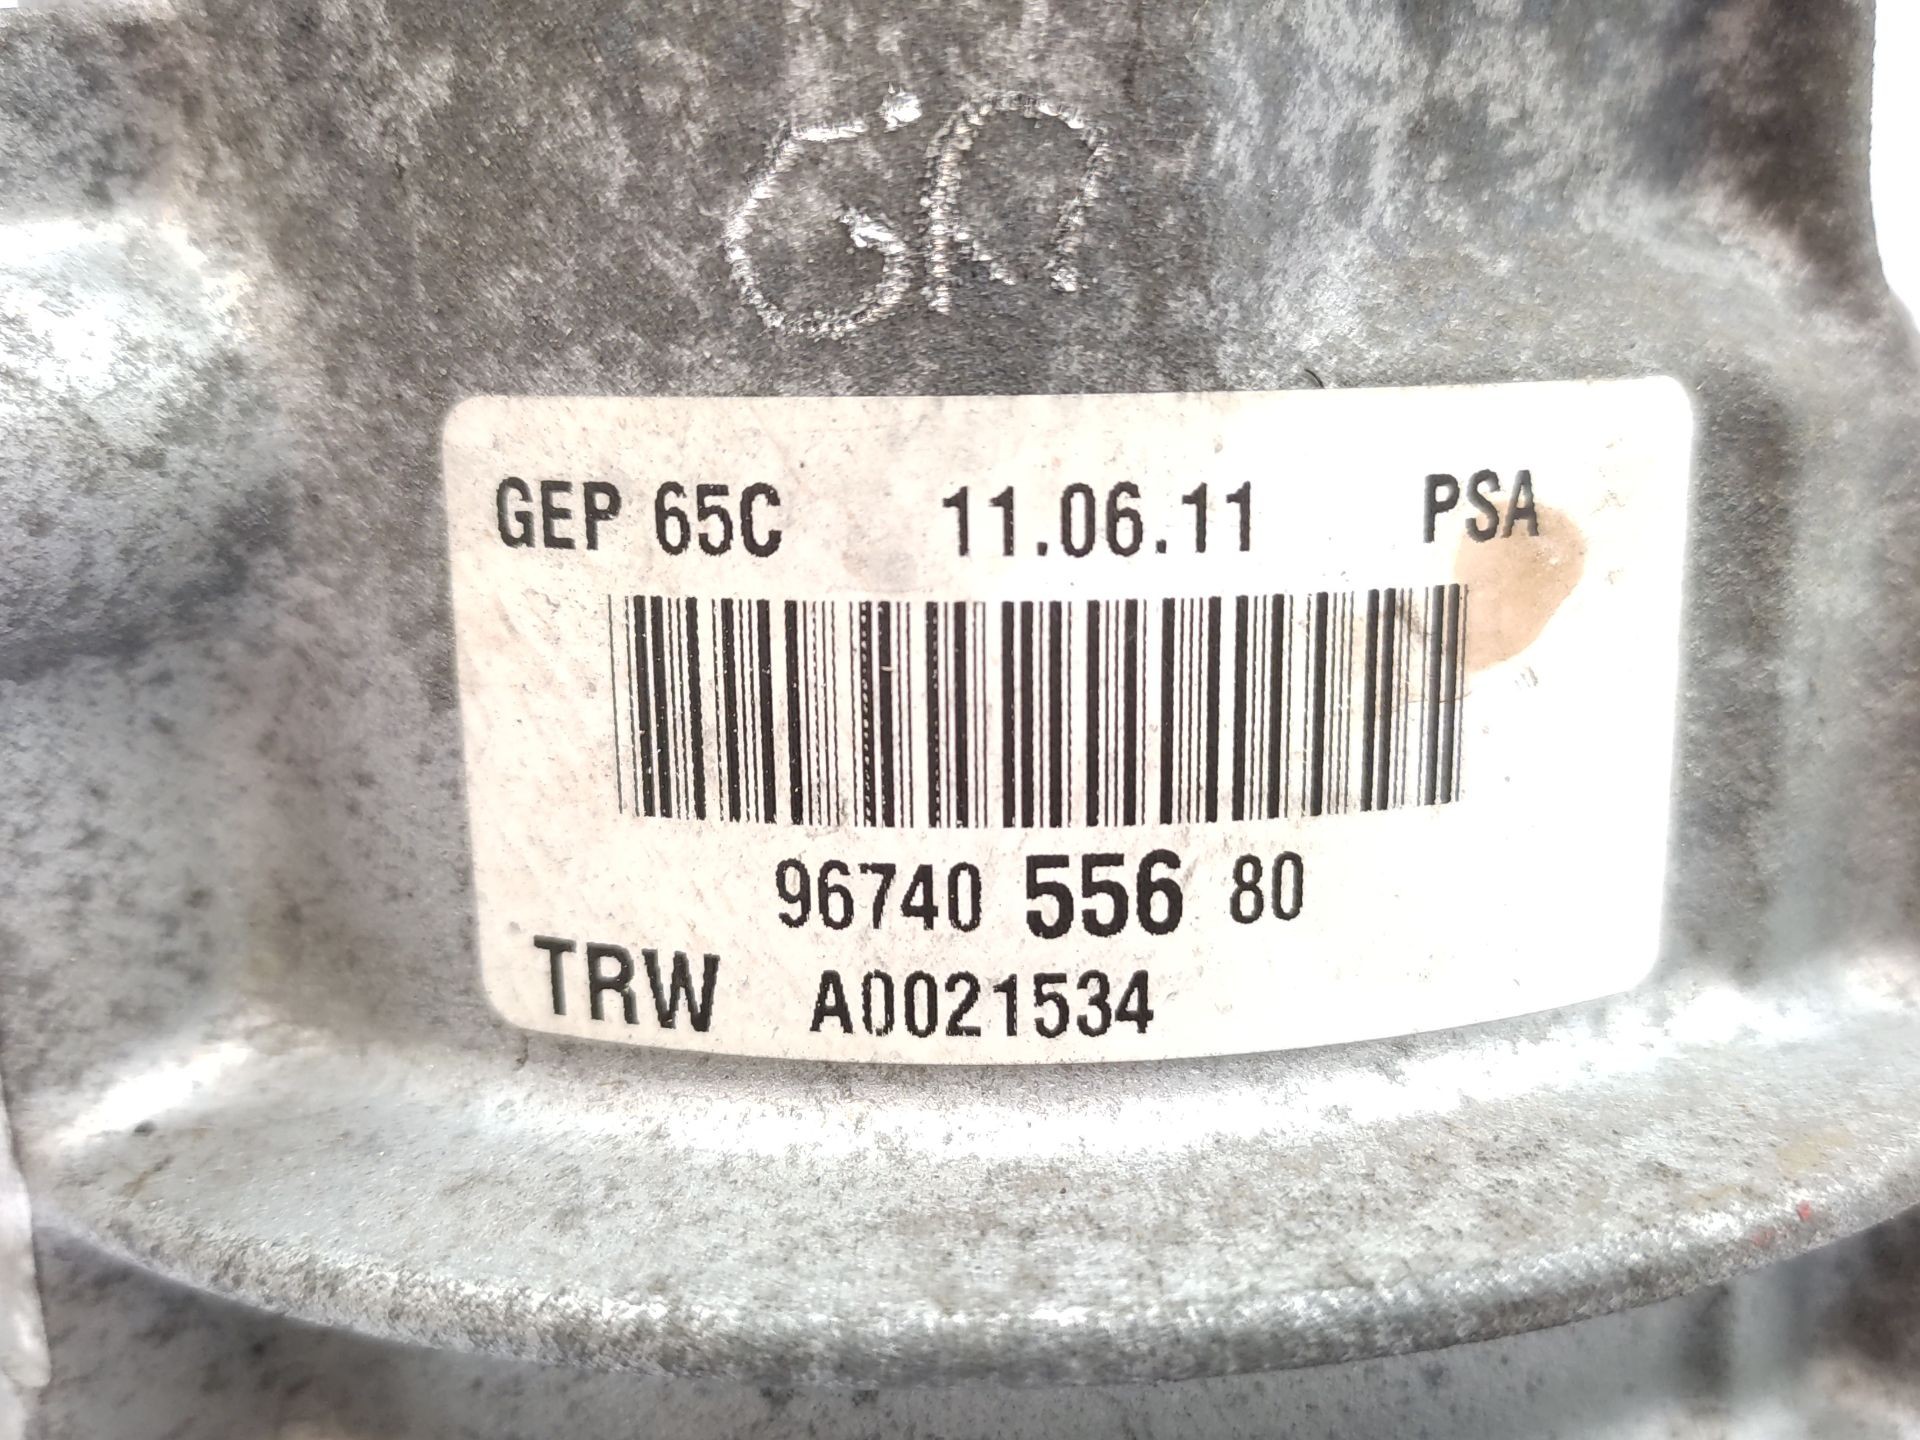 GEP 65C 11.06.11 PSA
96740 556 80
TRW A0021534